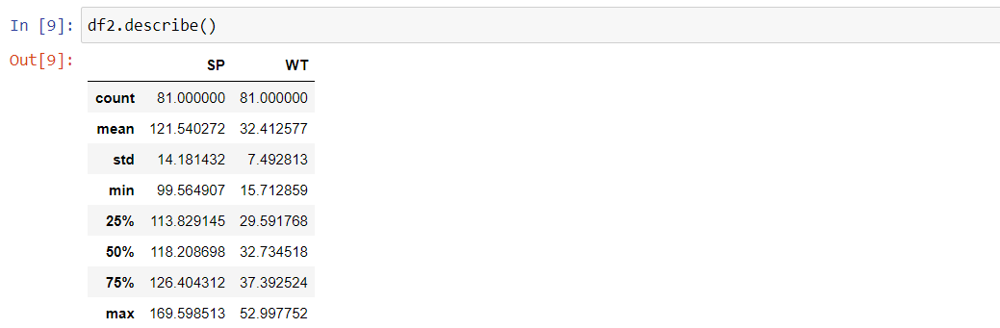 In [9]: df2.describe()
Out[9]:
SP WT
count 81.000000 81.000000
mean 121.540272 32.412577
std 14.181432 7.492813
min 99.564907 15.712859
25% 113.829145 29.591768
50% 118.208698 32.734518
75% 126.404312 37.392524
max 169.598513 52.997752